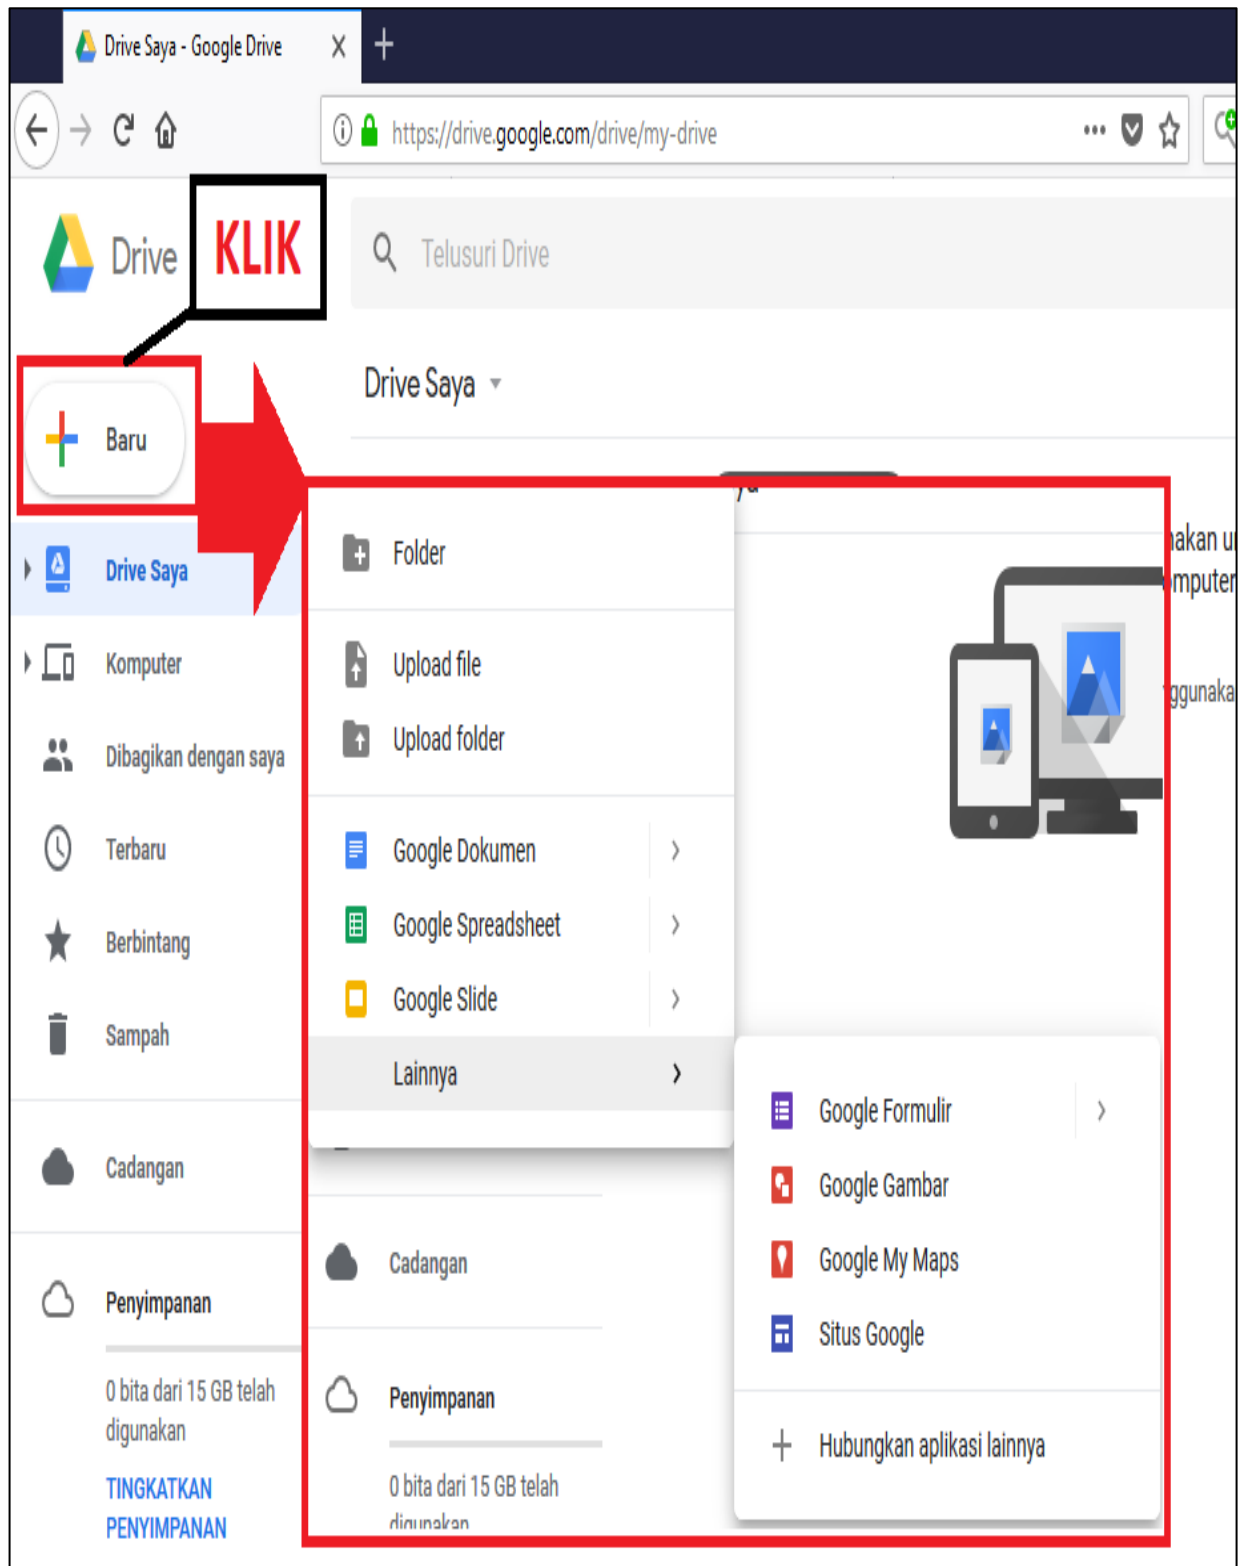 Drive Saya - Google Drive
https://drive.google.com/drive/my-drive
Drive
KLIK
Telusuri Drive
Drive Saya
Baru
Drive Saya
Komputer
Dibagikan dengan saya
Terbaru
Berbintang
Sampah
Cadangan
Penyimpanan
0 bita dari 15 GB telah
digunakan
TINGKATKAN
PENYIMPANAN
Folder
Upload file
Upload folder
Google Dokumen
Google Spreadsheet
Google Slide
Lainnya
Cadangan
Penyimpanan
0 bita dari 15 GB telah
digunakan
Google Formulir
Google Gambar
Google My Maps
Situs Google
Hubungkan aplikasi lainnya